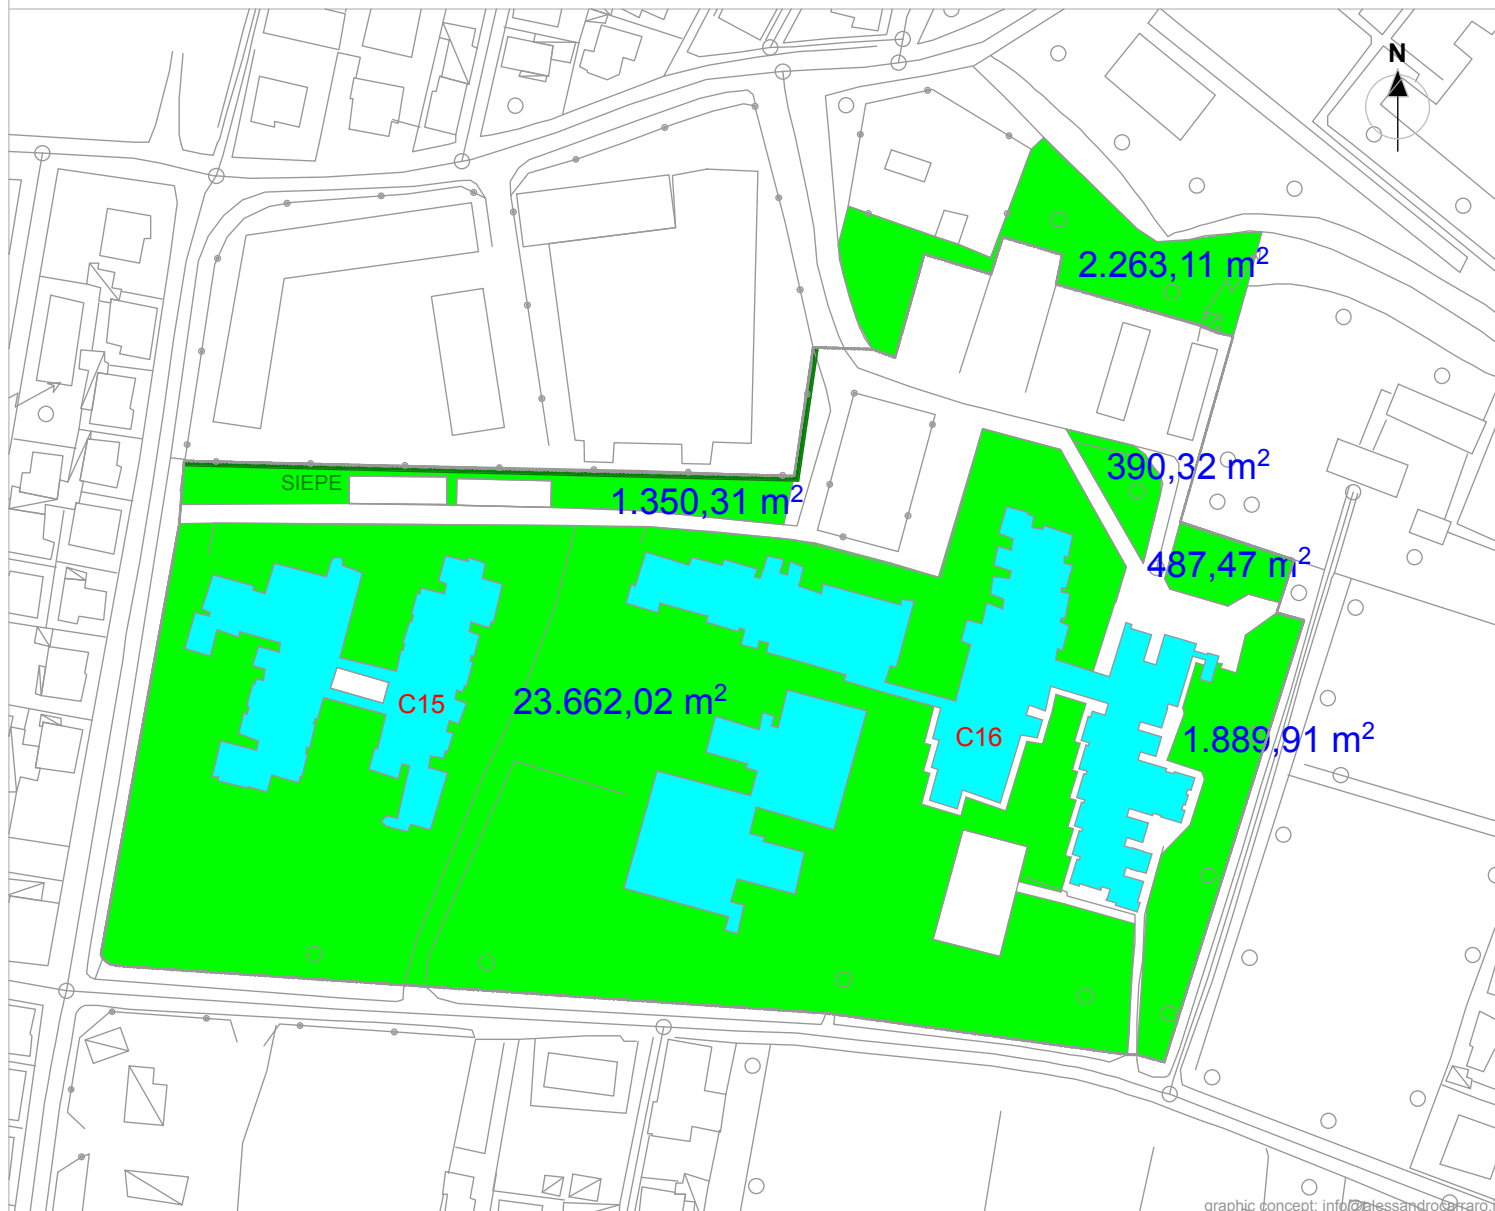 N
2.263,11 m²
390,32 m²
SIEPE
1.350,31 m²
487,47 m²
C15
23.662,02 m²
C16
1.889,91 m²
graphic concept: info@alessandrocarraro.